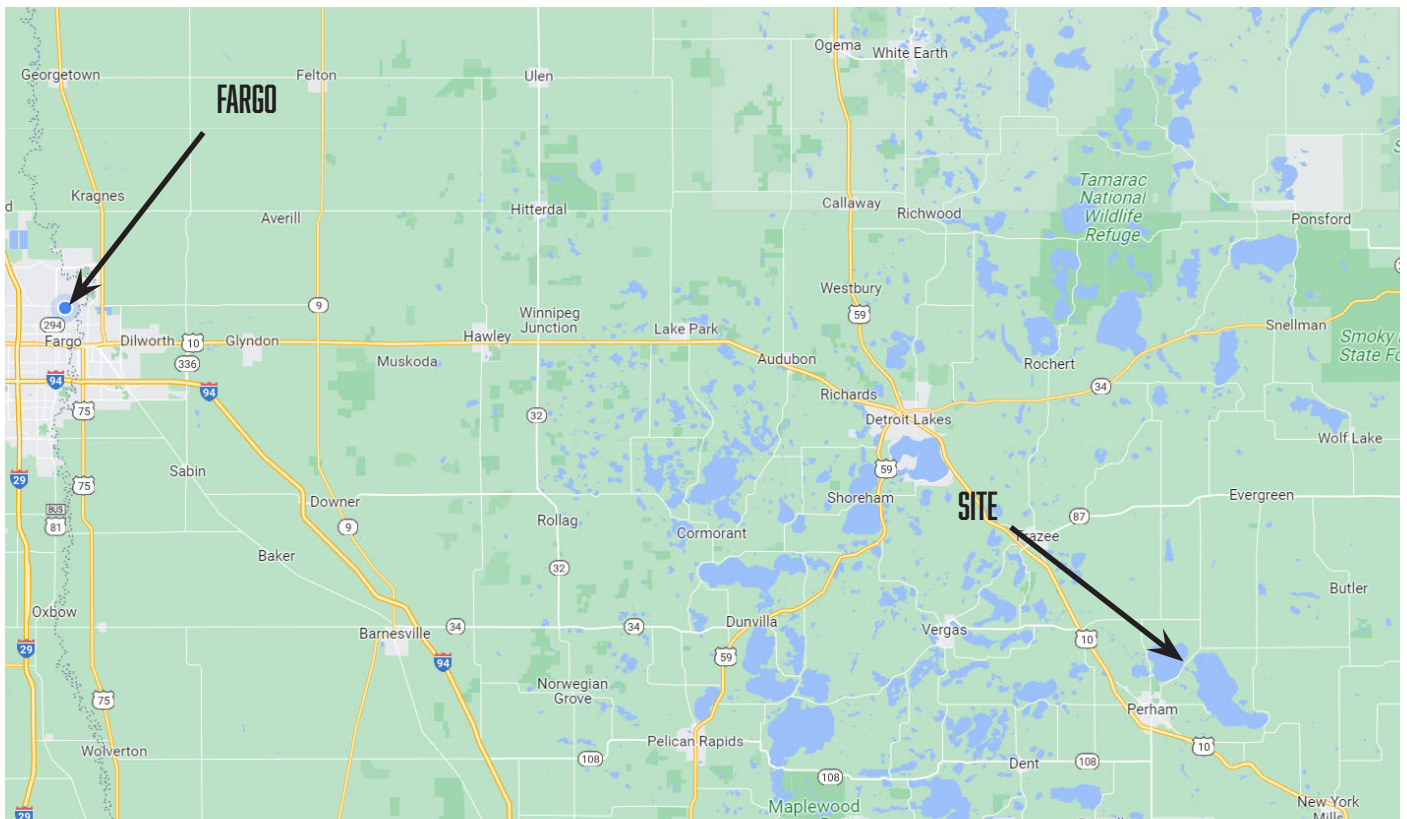 Ogema
White Earth
Georgetown
Felton
Ulen
FARGO
Tamarac
National
Wildlife
Refuge
Kragnes
d
Averill
Hitterdal
Callaway
Richwood
Ponsford
Westbury
9
59
Winnipeg
Junction
294
Fargo
Dilworth
10
Glyndon
Hawley
Lake Park
Snellman
Smoky
State Fo
336
Muskoda
Audubon
Rochert
94
94
34
Richards
75
32
Detroit Lakes
Wolf Lake
Sabin
59
29
75
Downer
Shoreham
Evergreen
SITE
BUS
81
9
Rollag
Cormorant
87
Frazee
Baker
32
Butler
Oxbow
34
34
Dunvilla
Vergas
10
Barnesville
29
94
59
Norwegian
Grove
75
Perham
Wolverton
Pelican Rapids
10
108
108
Dent
108
Maplewood
New York
Mills
29